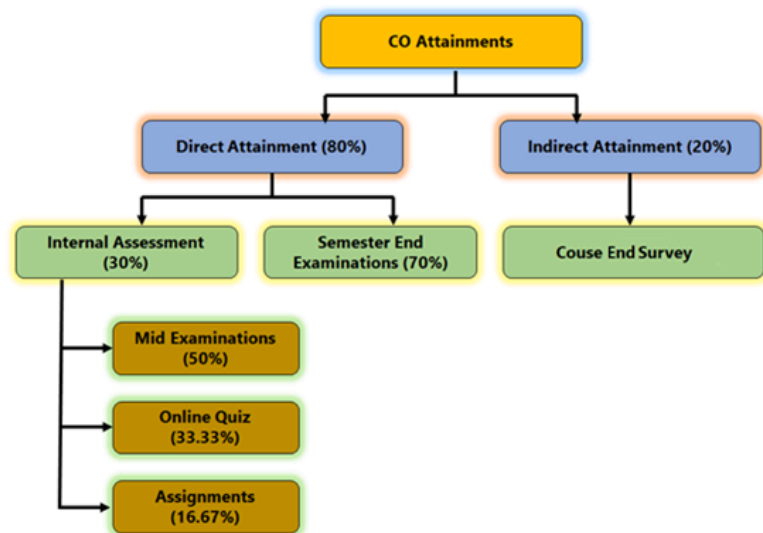 CO Attainments
Direct Attainment (80%)
Indirect Attainment (20%)
Internal Assessment
(30%)
Semester End
Examinations (70%)
Couse End Survey
Mid Examinations
(50%)
Online Quiz
(33.33%)
Assignments
(16.67%)